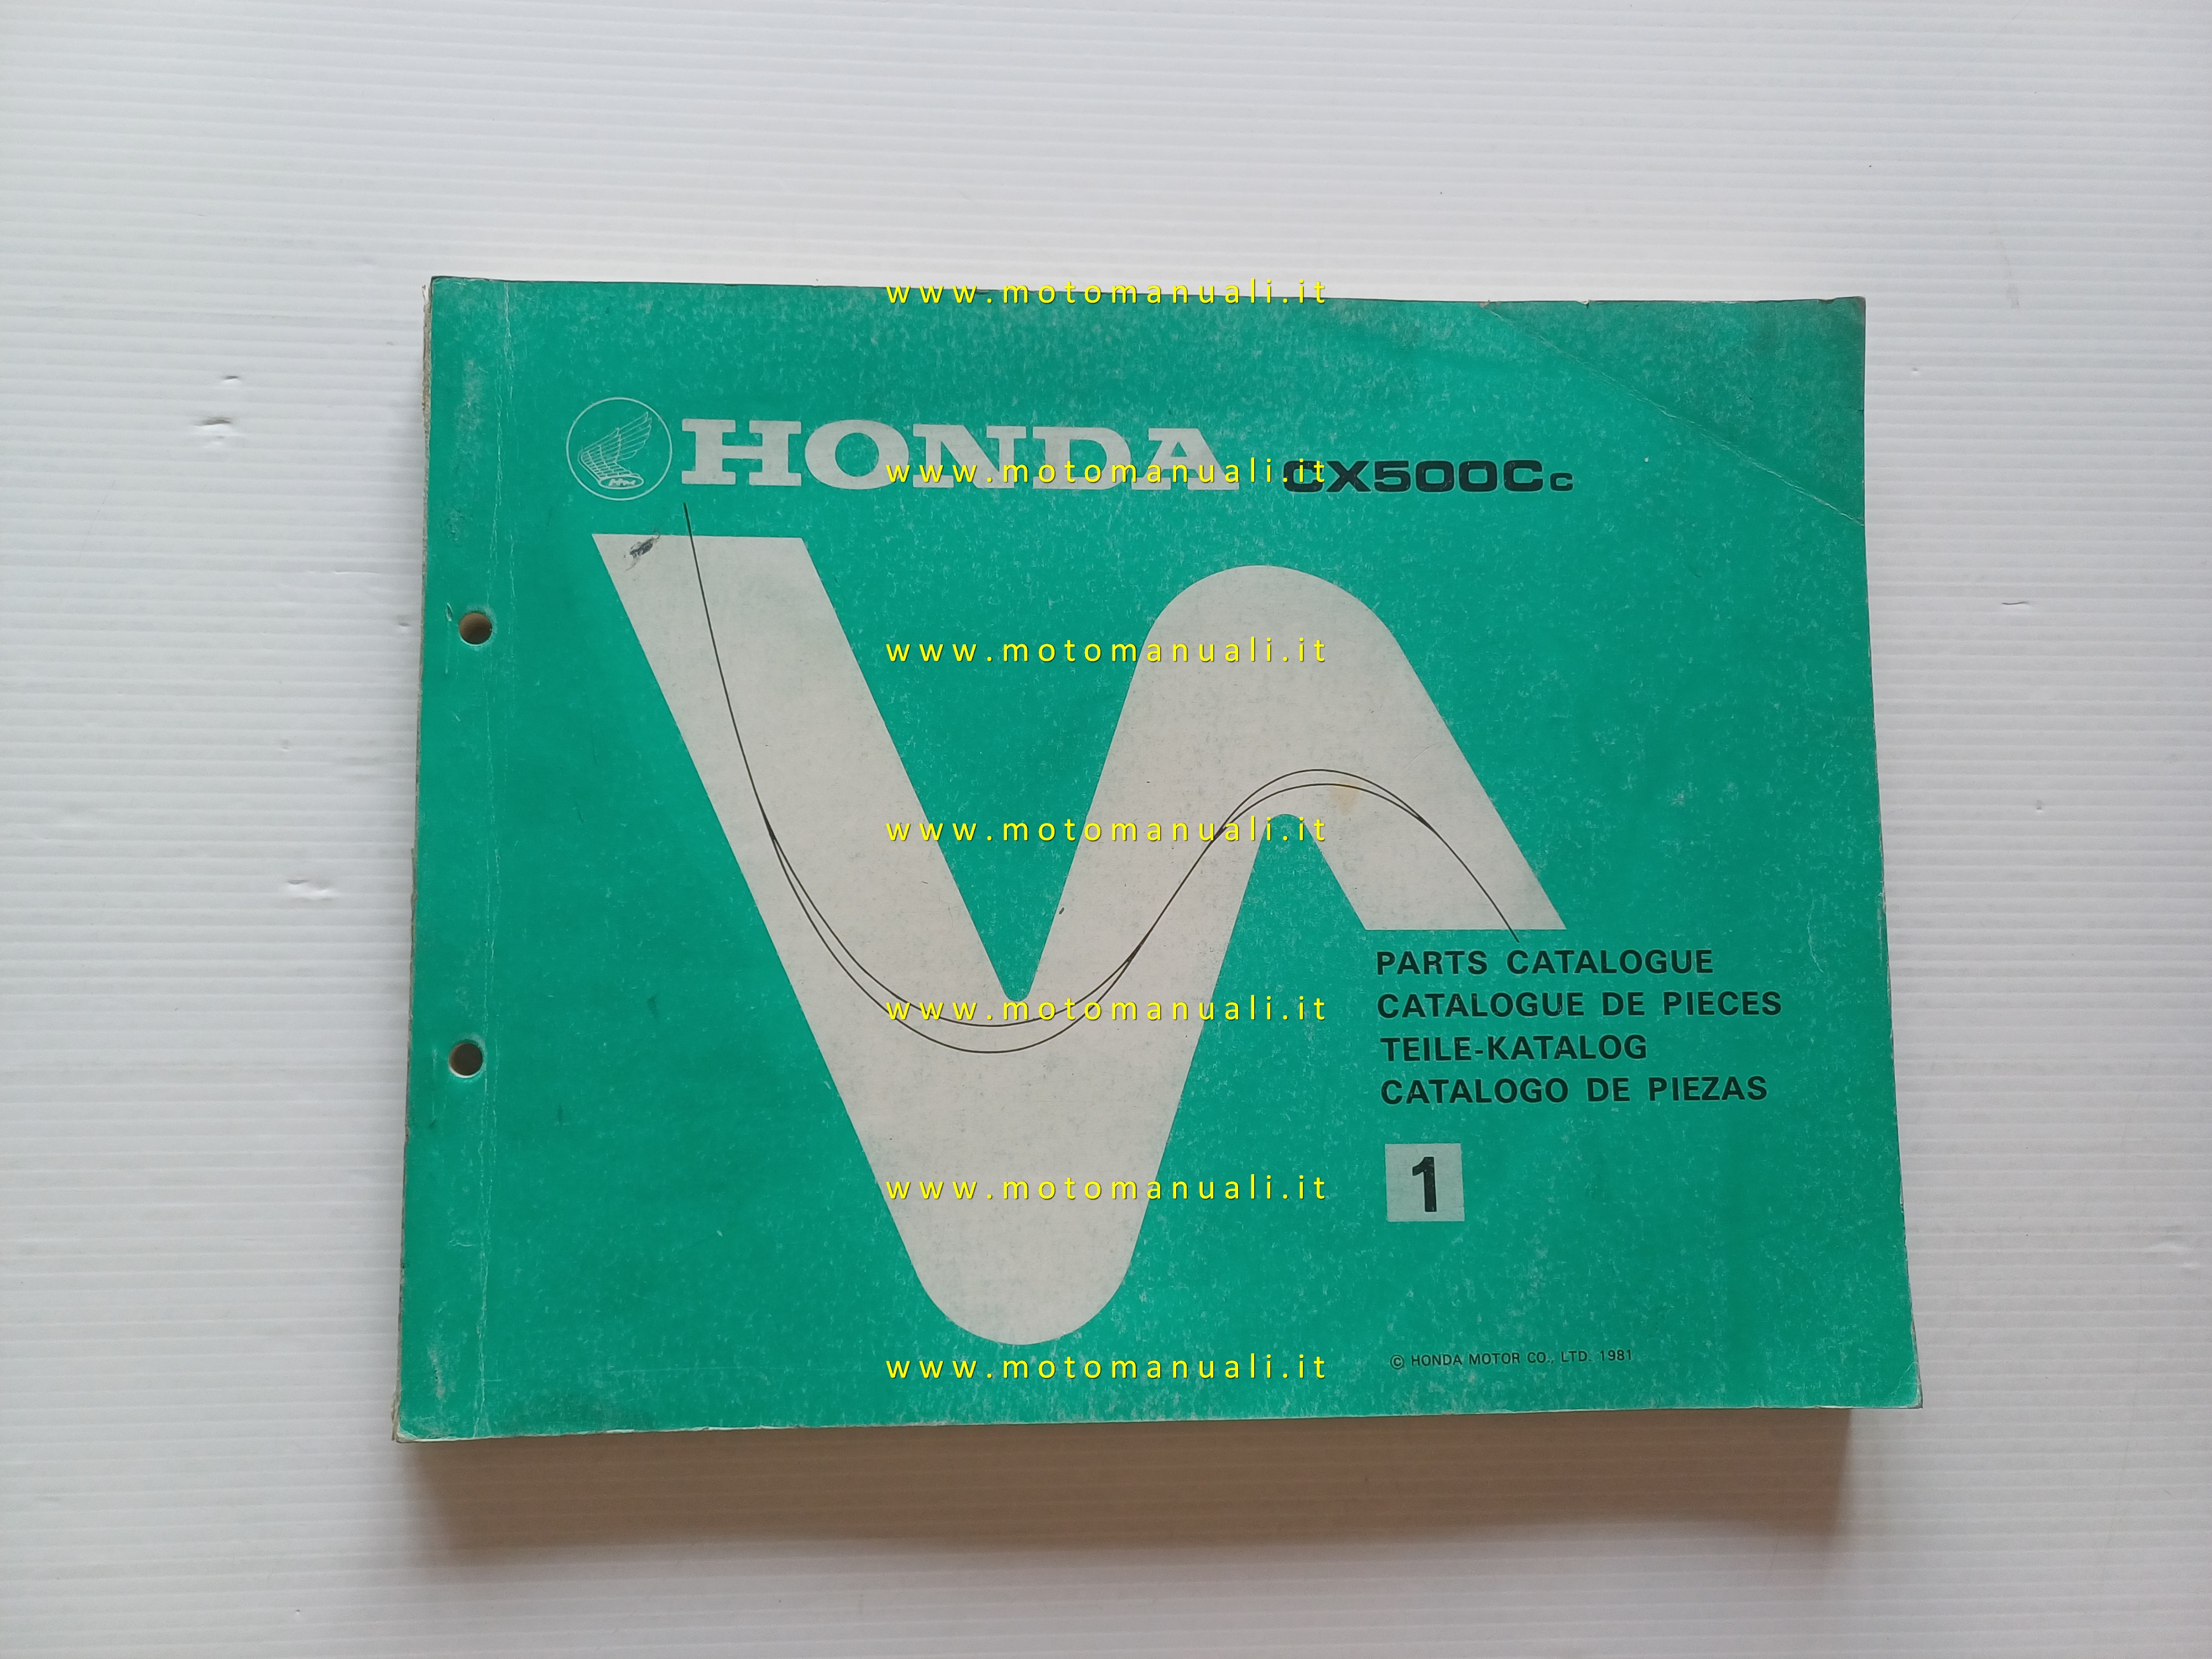 www.motomanuali.it
HONDA CX500Cc
www.motomanuali.it
www.motomanuali.it
www.motomanuali.it
PARTS CATALOGUE
CATALOGUE DE PIECES
www.motomanuali.it
TEILE-KATALOG
CATALOGO DE PIEZAS
1
www.motomanuali.it
© HONDA MOTOR CO., LTD. 1981
www.motomanuali.it